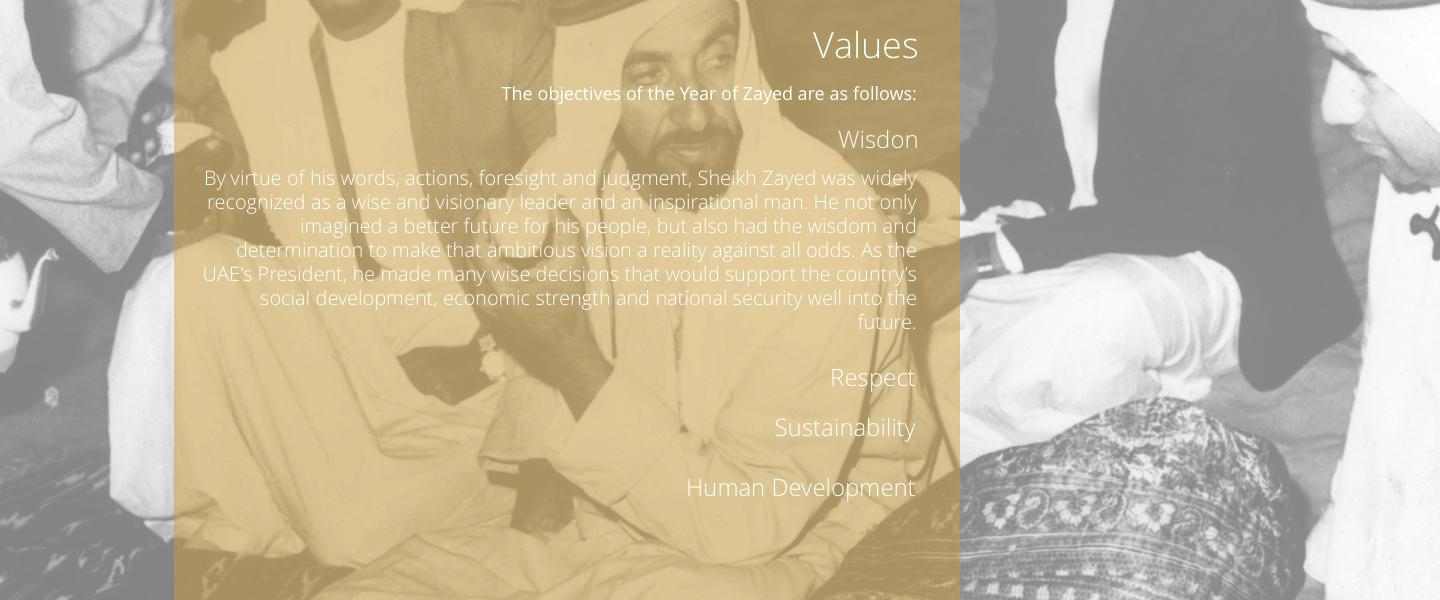 Values
The objectives of the Year of Zayed are as follows:
Wisdon
By virtue of his words, actions, foresight and judgment, Sheikh Zayed was widely
recognized as a wise and visionary leader and an inspirational man. He not only
imagined a better future for his people, but also had the wisdom and
determination to make that ambitious vision a reality against all odds. As the
UAE's President, he made many wise decisions that would support the country's
social development, economic strength and national security well into the
future.
Respect
Sustainability
Human Development